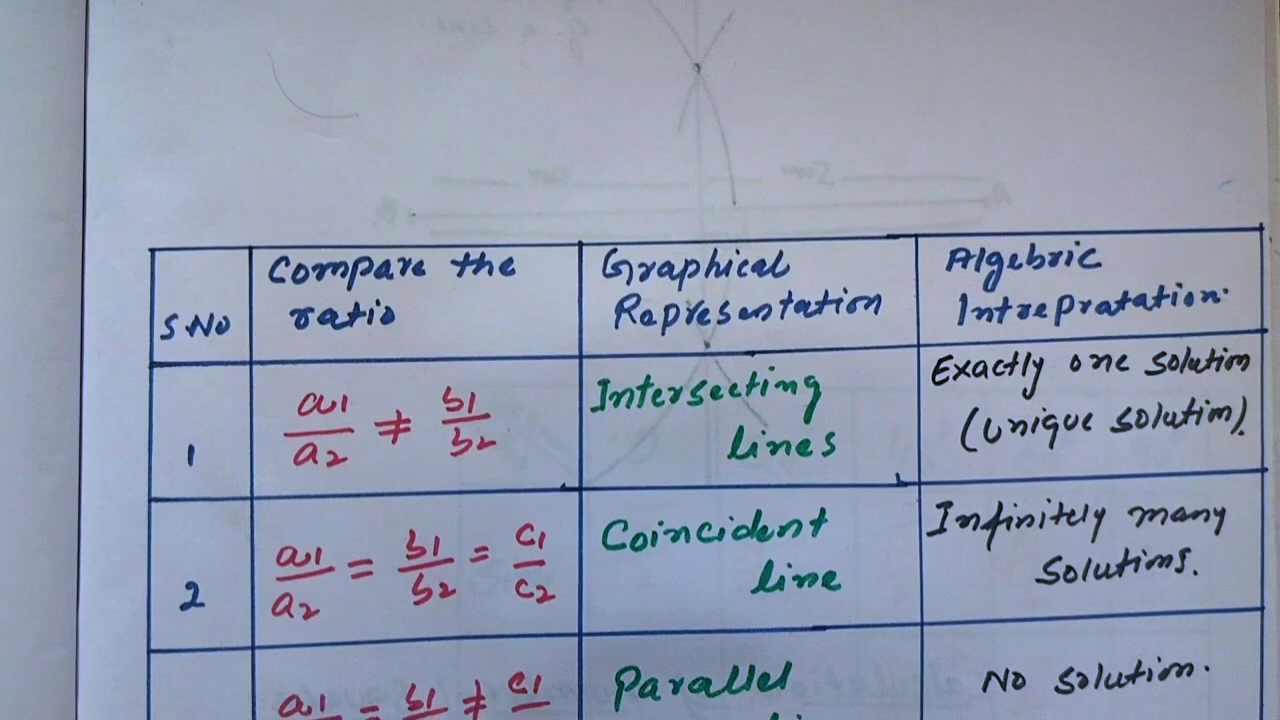 S.No
Compare the
ratio
Graphical
Representation
Algebric
Intrepratation.
1
a1/a2 ≠ b1/b2
Intersecting
lines
Exactly one solution
(Unique solution).
2
a1/a2 = b1/b2 = c1/c2
Coincident
line
Infinitely many
Solutions.
a1 = b1 ≠ c1
Parallel
No solution.